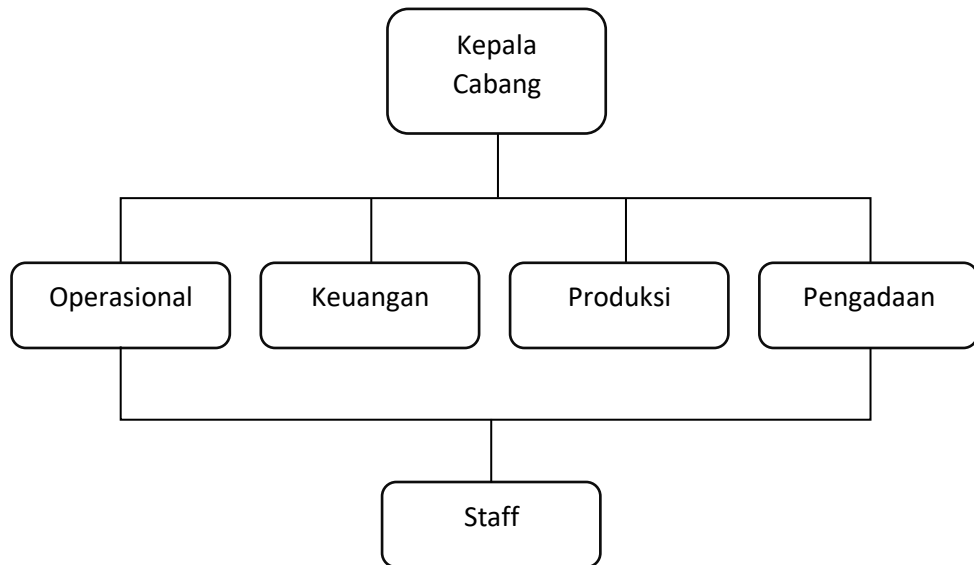 Kepala
Cabang
Operasional
Keuangan
Produksi
Pengadaan
Staff